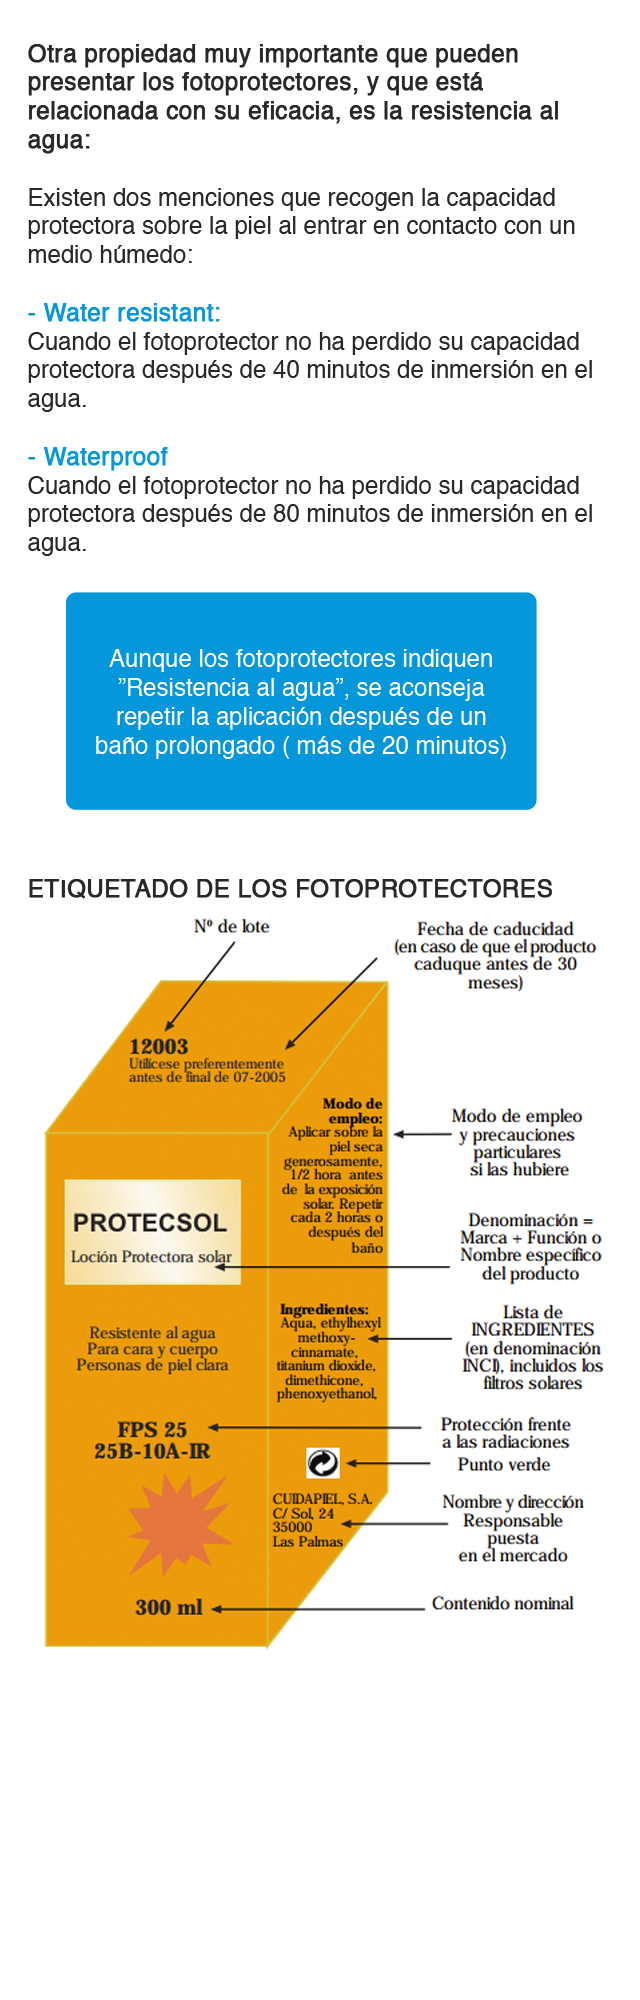 Otra propiedad muy importante que pueden
presentar los fotoprotectores, y que está
relacionada con su eficacia, es la resistencia al
agua:
Existen dos menciones que recogen la capacidad
protectora sobre la piel al entrar en contacto con un
medio húmedo:
- Water resistant:
Cuando el fotoprotector no ha perdido su capacidad
protectora después de 40 minutos de inmersión en el
agua.
- Waterproof
Cuando el fotoprotector no ha perdido su capacidad
protectora después de 80 minutos de inmersión en el
agua.
Aunque los fotoprotectores indiquen
”Resistencia al agua”, se aconseja
repetir la aplicación después de un
baño prolongado ( más de 20 minutos)
ETIQUETADO DE LOS FOTOPROTECTORES
Nº de lote
Fecha de caducidad
(en caso de que el producto
caduque antes de 30
meses)
12003
Utilícese preferentemente
antes de final de 07-2005
Modo de
empleo:
Aplicar sobre la
piel seca
generosamente,
1/2 hora antes
de la exposición
solar. Repetir
cada 2 horas o
después del
baño
Modo de empleo
y precauciones
particulares
si las hubiere
PROTECSOL
Loción Protectora solar
Denominación =
Marca + Función o
Nombre específico
del producto
Resistente al agua
Para cara y cuerpo
Personas de piel clara
Ingredientes:
Aqua, ethylhexyl
methoxy-
cinnamate,
titanium dioxide,
dimethicone,
phenoxyethanol,
Lista de
INGREDIENTES
(en denominación
INCI), incluidos los
filtros solares
FPS 25
25B-10A-IR
Protección frente
a las radiaciones
Punto verde
CUIDAPIEL, S.A.
C/ Sol, 24
35000
Las Palmas
Nombre y dirección
Responsable
puesta
en el mercado
300 ml
Contenido nominal